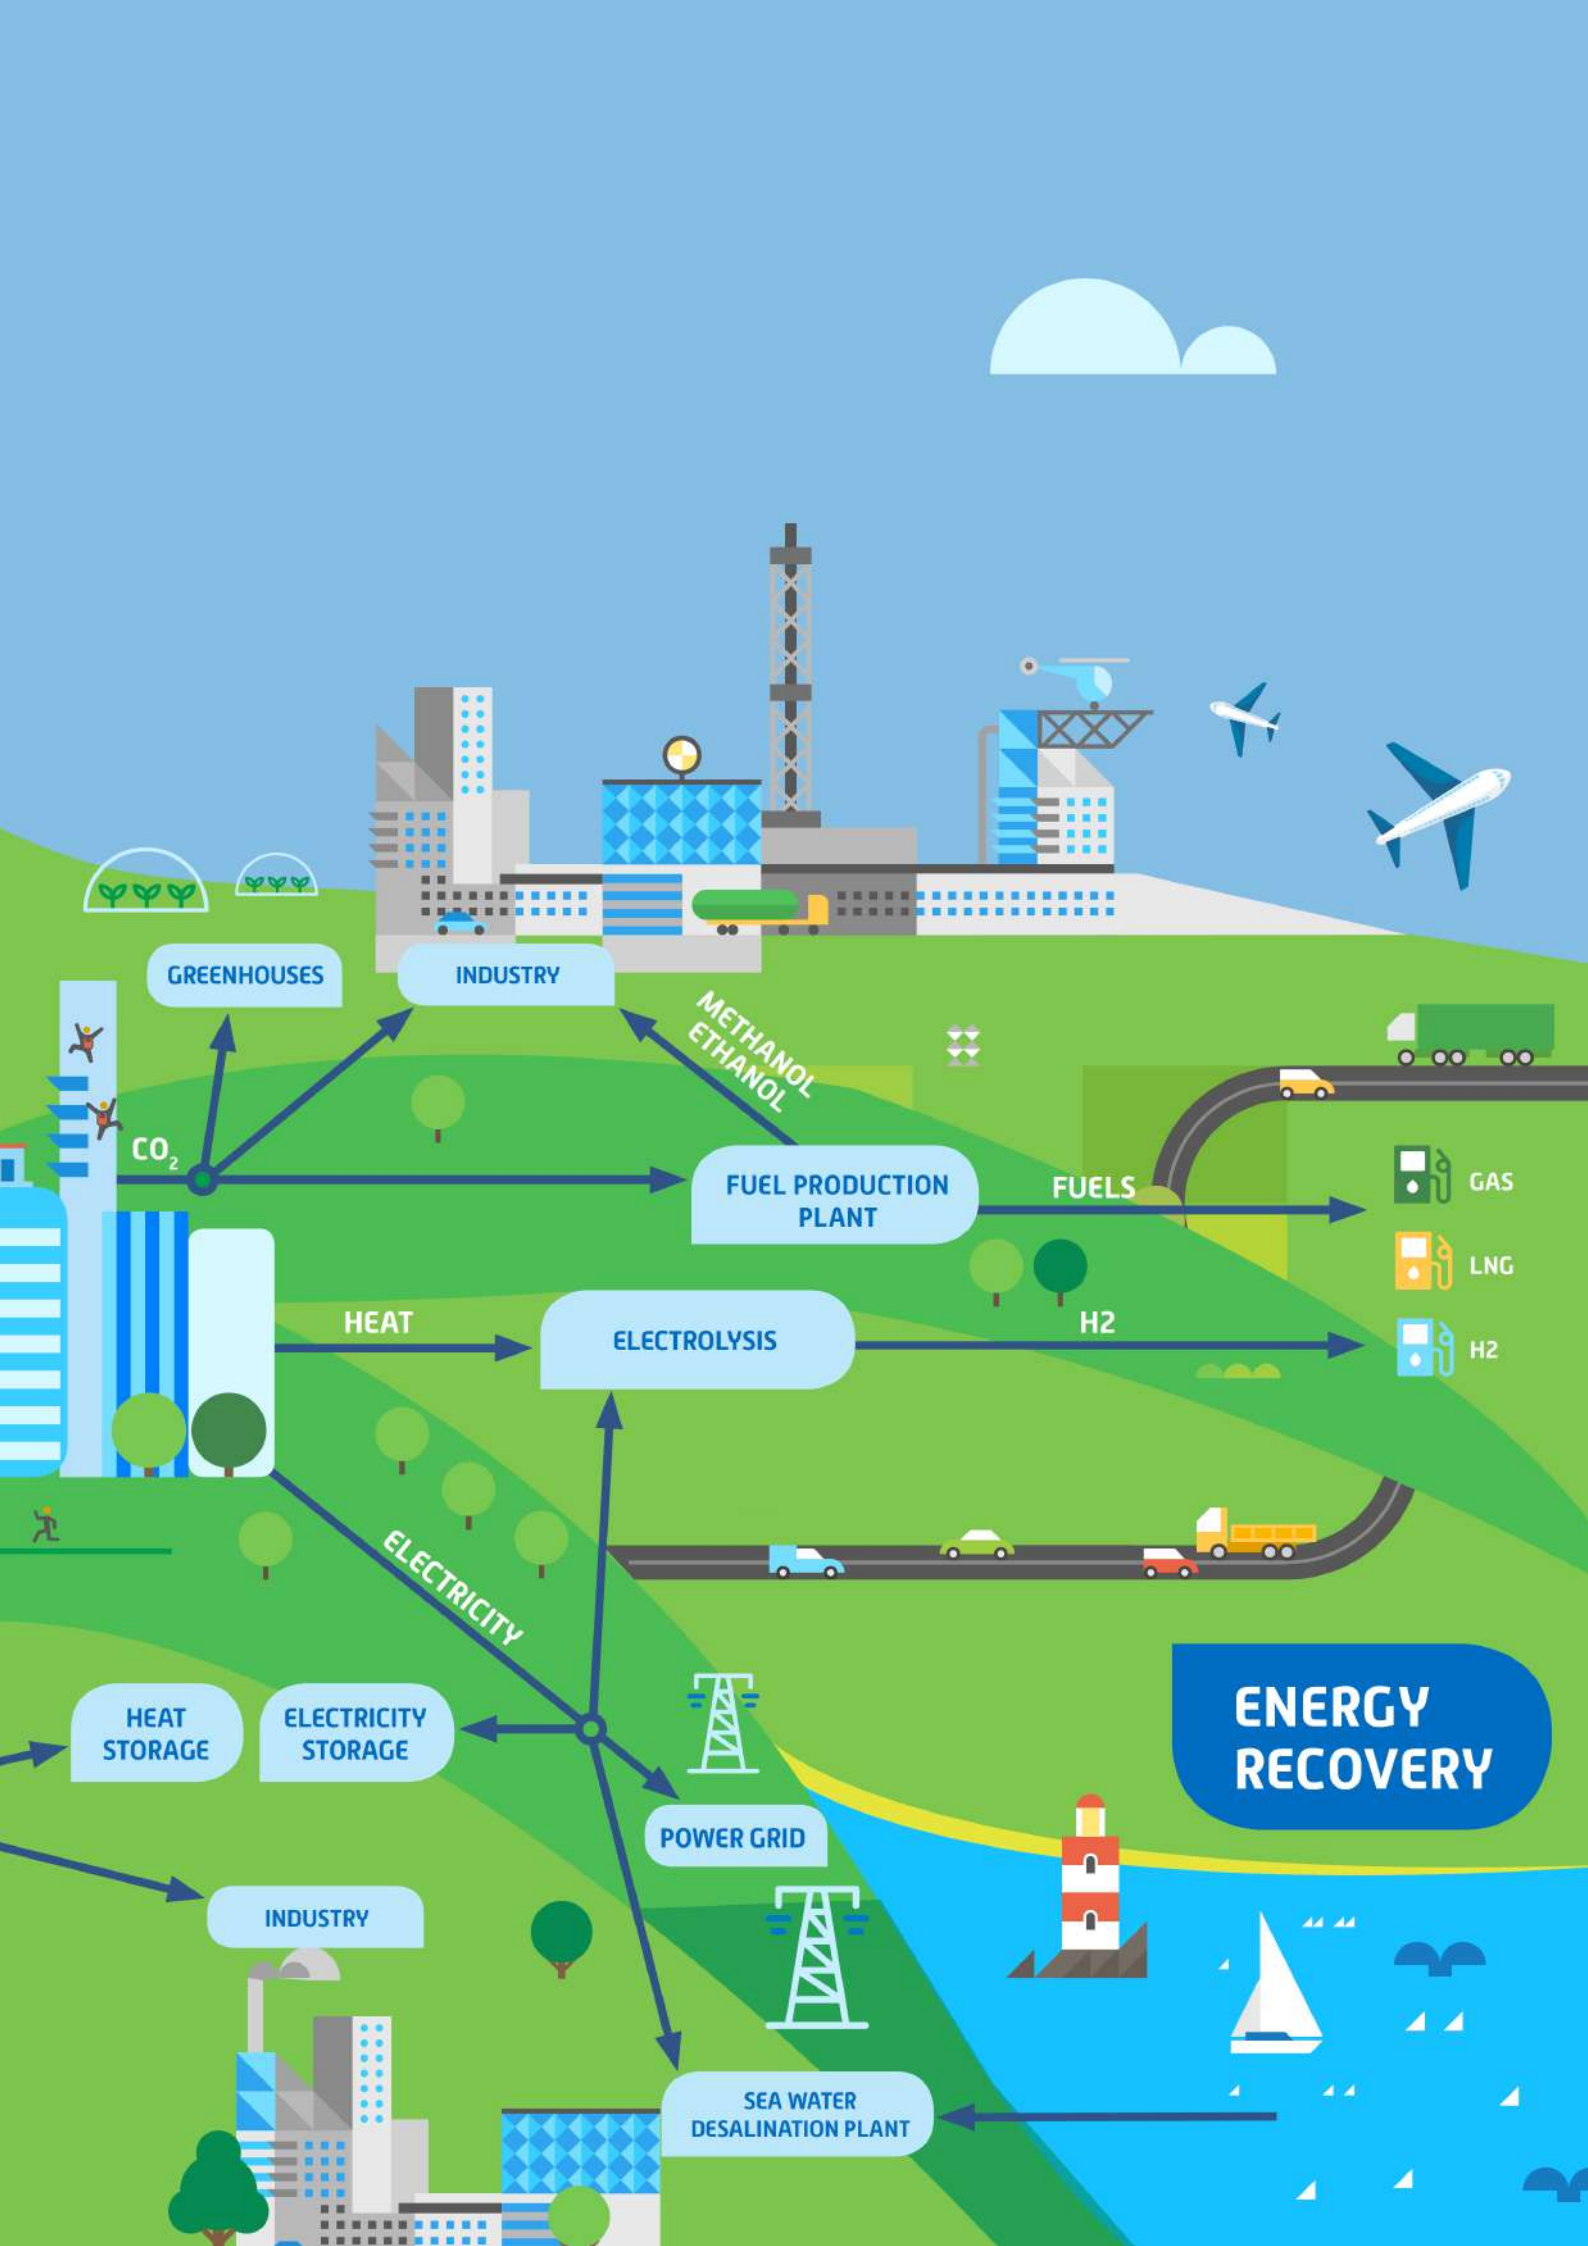 GREENHOUSES
INDUSTRY
METHANOL
ETHANOL
CO₂
FUEL PRODUCTION
PLANT
FUELS
GAS
LNG
HEAT
ELECTROLYSIS
H2
H2
ELECTRICITY
HEAT
STORAGE
ELECTRICITY
STORAGE
ENERGY
RECOVERY
POWER GRID
INDUSTRY
SEA WATER
DESALINATION PLANT